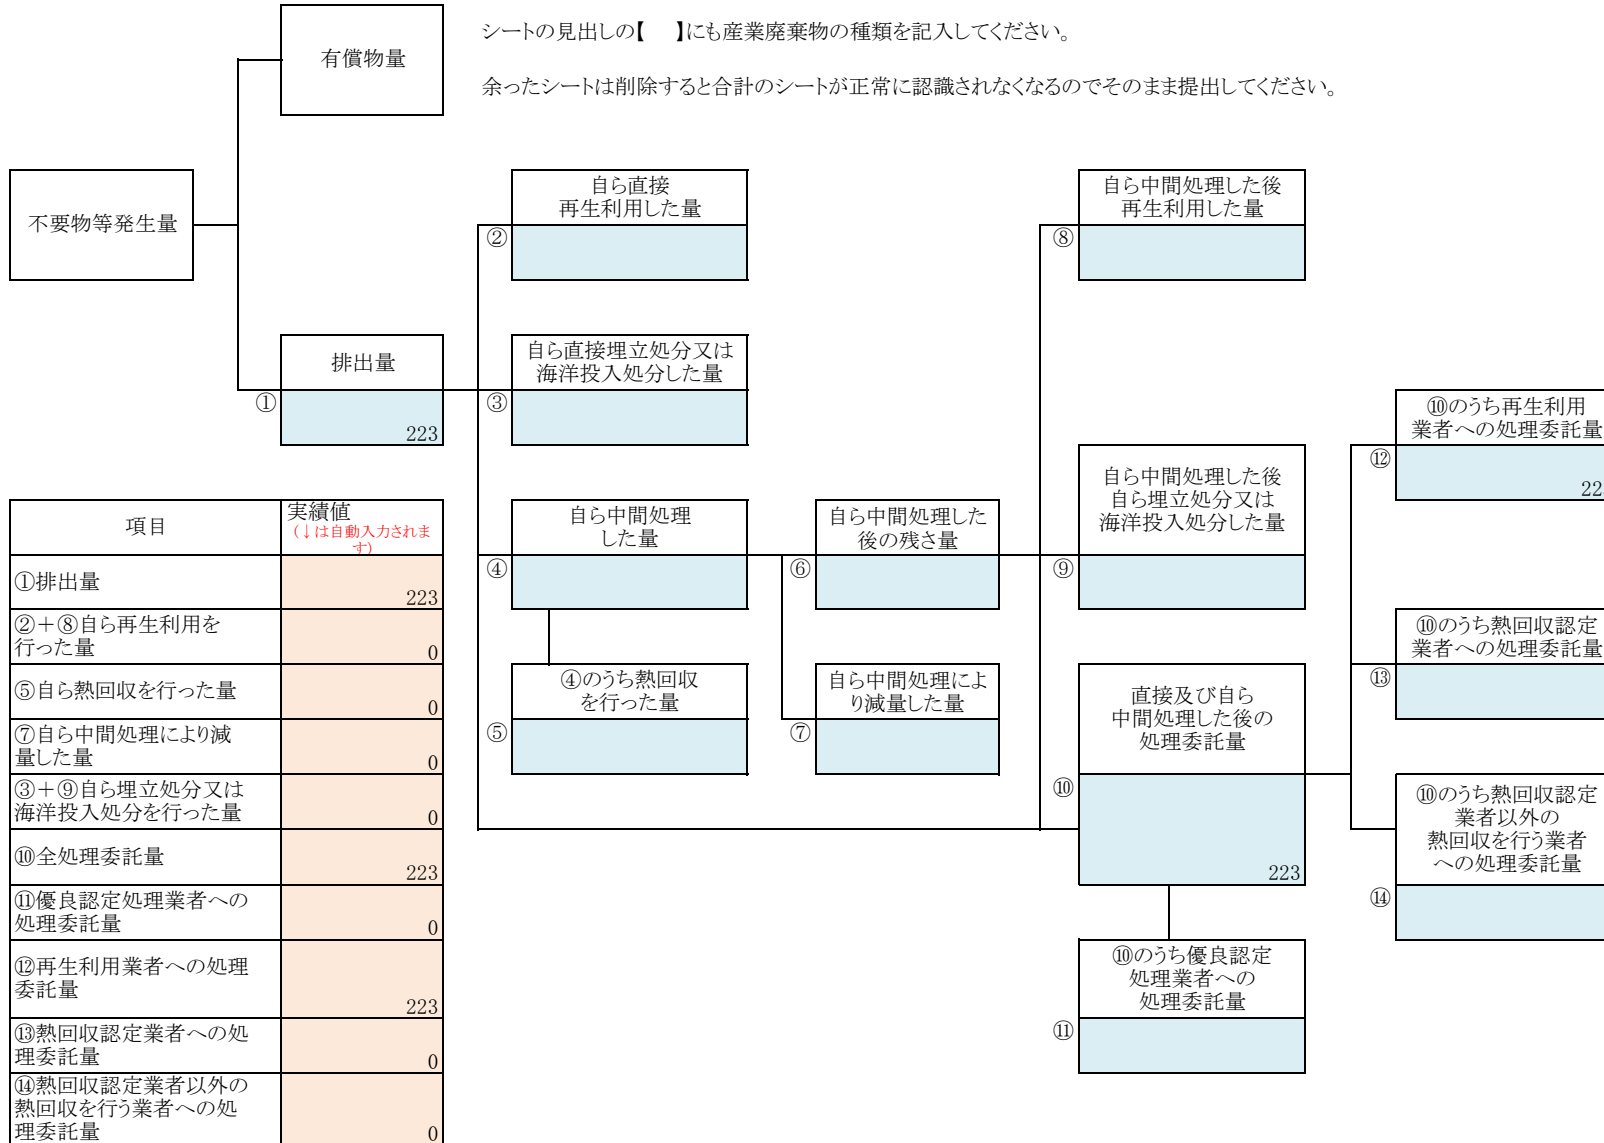 シートの見出しの【　】にも産業廃棄物の種類を記入してください。
有償物量
余ったシートは削除すると合計のシートが正常に認識されなくなるのでそのまま提出してください。
不要物等発生量
自ら直接
再生利用した量
②
自ら中間処理した後
再生利用した量
⑧
排出量
①
223
自ら直接埋立処分又は
海洋投入処分した量
③
⑩のうち再生利用
業者への処理委託量
⑫
自ら中間処理
した量
④
自ら中間処理した
後の残さ量
⑥
自ら中間処理した後
自ら埋立処分又は
海洋投入処分した量
⑨
⑩のうち熱回収認定
業者への処理委託量
⑬
④のうち熱回収
を行った量
⑤
自ら中間処理によ
り減量した量
⑦
直接及び自ら
中間処理した後の
処理委託量
⑩
223
⑩のうち熱回収認定
業者以外の
熱回収を行う業者
への処理委託量
⑭
⑩のうち優良認定
処理業者への
処理委託量
⑪
項目
実績値
(↓は自動入力されま
す)
①排出量
223
②+⑧自ら再生利用を
行った量
0
⑤自ら熱回収を行った量
0
⑦自ら中間処理により減
量した量
0
③+⑨自ら埋立処分又は
海洋投入処分を行った量
0
⑩全処理委託量
223
⑪優良認定処理業者への
処理委託量
0
⑫再生利用業者への処理
委託量
223
⑬熱回収認定業者への処
理委託量
0
⑭熱回収認定業者以外の
熱回収を行う業者への処
理委託量
0